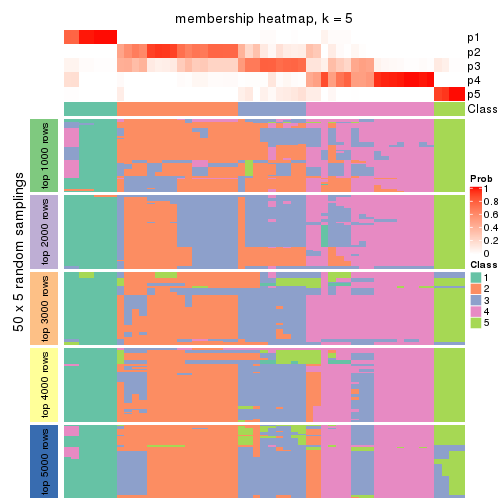 membership heatmap, k = 5
p1
p2
p3
p4
p5
Class
50 x 5 random samplings
top 1000 rows
top 2000 rows
top 3000 rows
top 4000 rows
top 5000 rows
Prob
1
0.8
0.6
0.4
0.2
0
Class
1
2
3
4
5